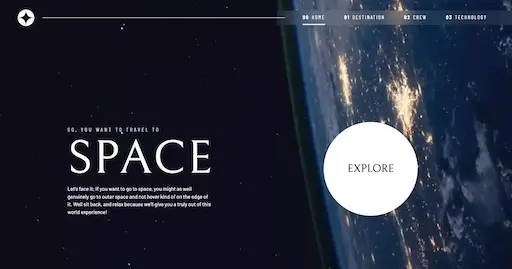 00 HOME
01 DESTINATION
02 CREW
03 TECHNOLOGY
SO, YOU WANT TO TRAVEL TO
SPACE
Let's face it; if you want to go to space, you might as well
genuinely go to outer space and not hover kind of on the edge of
it. Well sit back, and relax because we'll give you a truly out of this
world experience!
EXPLORE